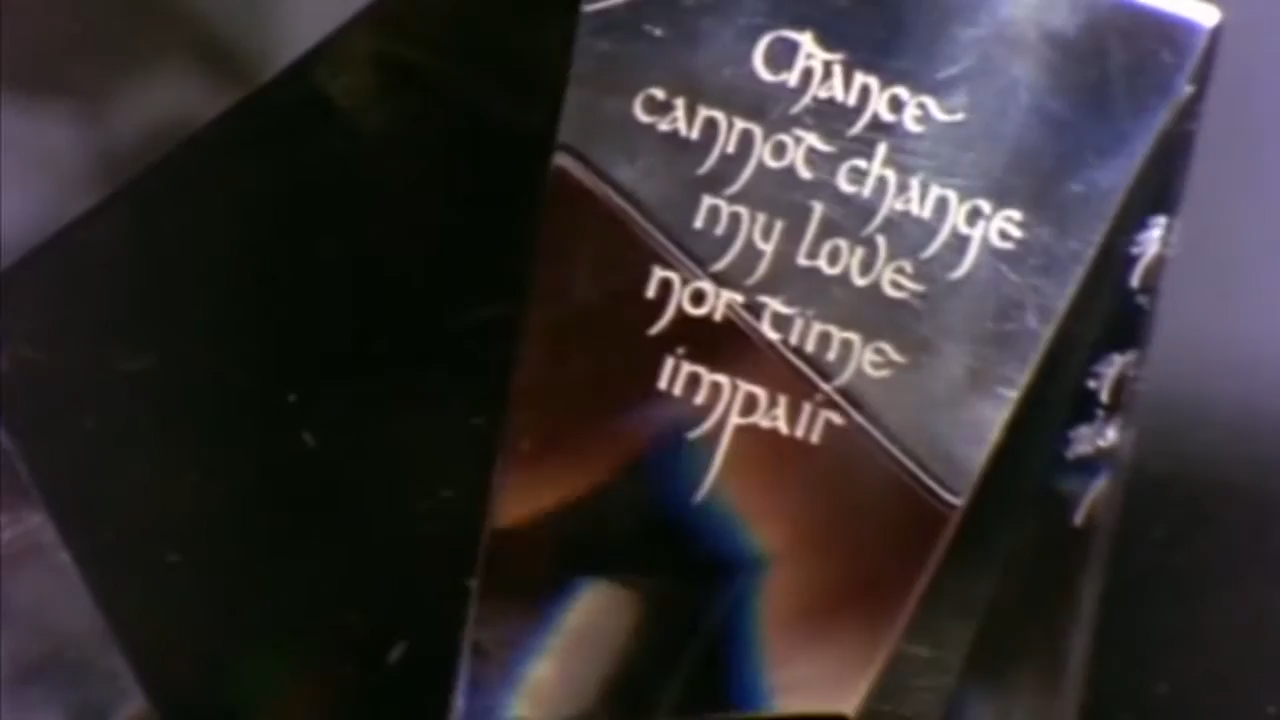 Chance
cannot change
my love
nor time
impair